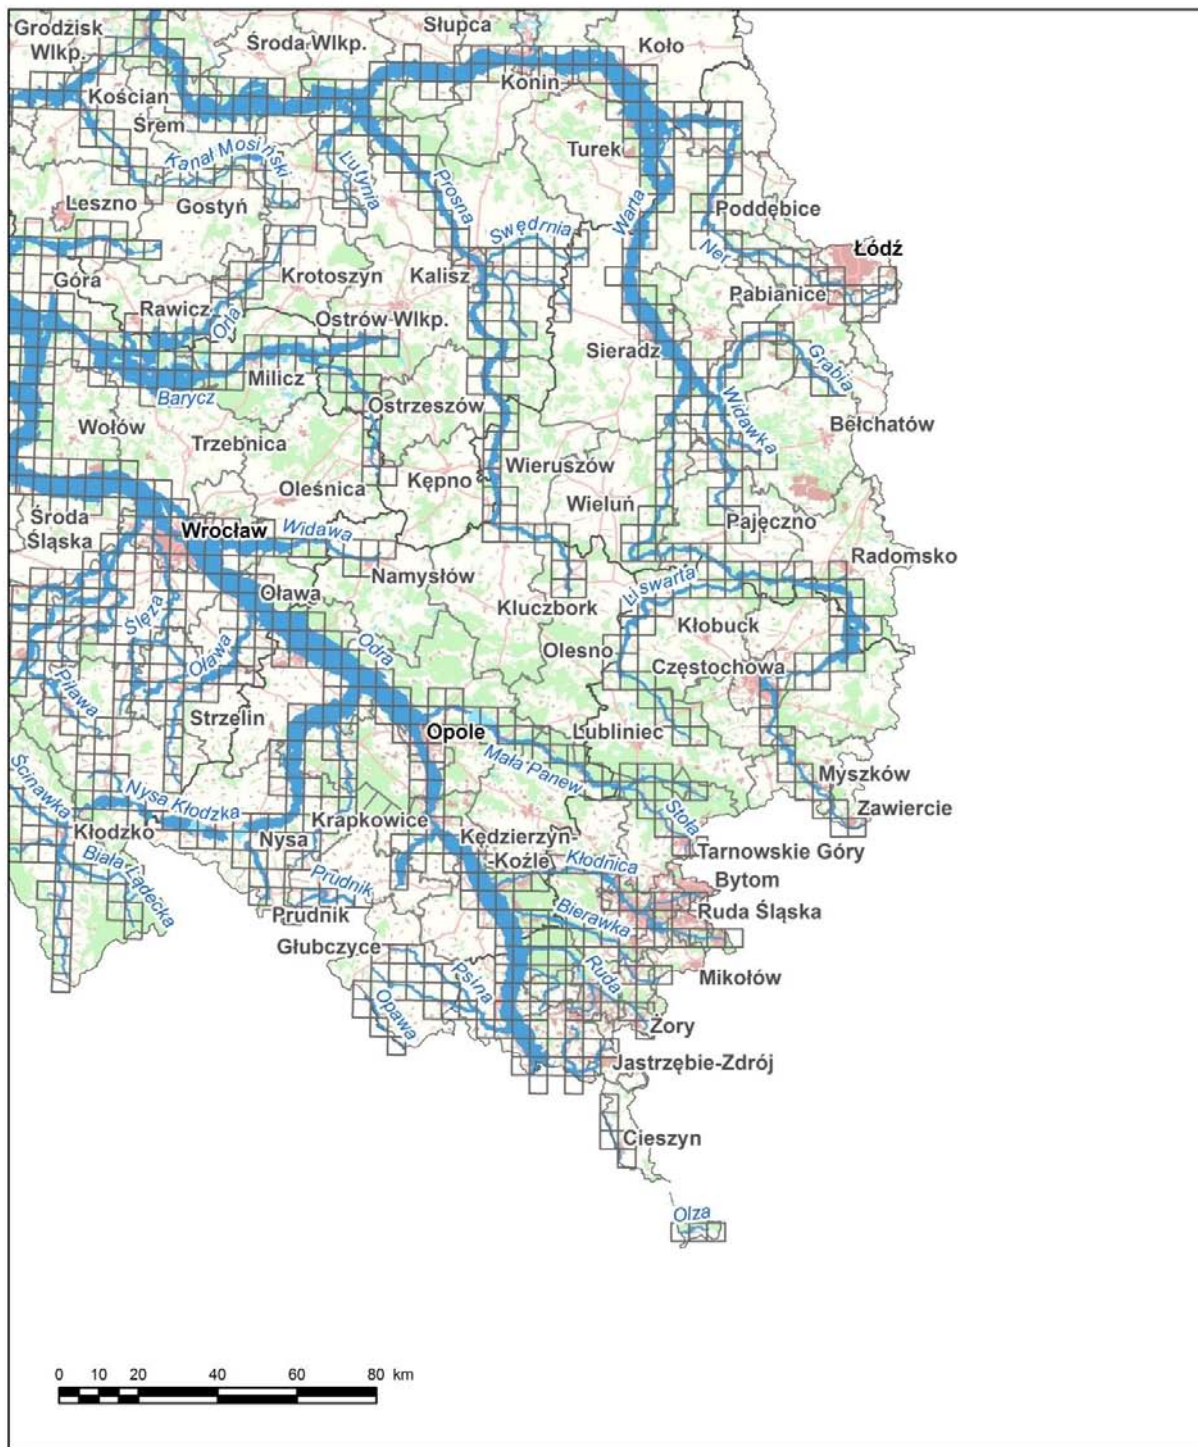 Grodzisk
Wlkp.
Środa Wlkp.
Słupca
Koło
Konin
Kościan
Śrem
Kanał Mosiński
Lutynia
Turek
Prosna
Warta
Leszno
Gostyń
Swędrnia
Poddębice
Ner
Łódź
Góra
Krotoszyn
Kalisz
Pabianice
Rawicz
Orla
Ostrów Wlkp.
Sieradz
Grabia
Milicz
Barycz
Ostrzeszów
Widawka
Bełchatów
Wołów
Trzebnica
Wieruszów
Oleśnica
Kępno
Wieluń
Środa
Śląska
Wrocław
Widawa
Pajęczno
Radomsko
Namysłów
Oława
Kluczbork
Liswarta
Ślęza
Kłobuck
Oława
Odra
Olesno
Częstochowa
Piława
Strzelin
Opole
Lubliniec
Mała Panew
Ścinawka
Nysa Kłodzka
Myszków
Zawiercie
Stoła
Kłodzko
Nysa
Krapkowice
Kędzierzyn-
-Koźle
Kłodnica
Tarnowskie Góry
Biała Lądecka
Prudnik
Bytom
Prudnik
Bierawka
Ruda Śląska
Głubczyce
Psina
Ruda
Mikołów
Opawa
Żory
Jastrzębie-Zdrój
Cieszyn
Olza
0 10 20 40 60 80 km